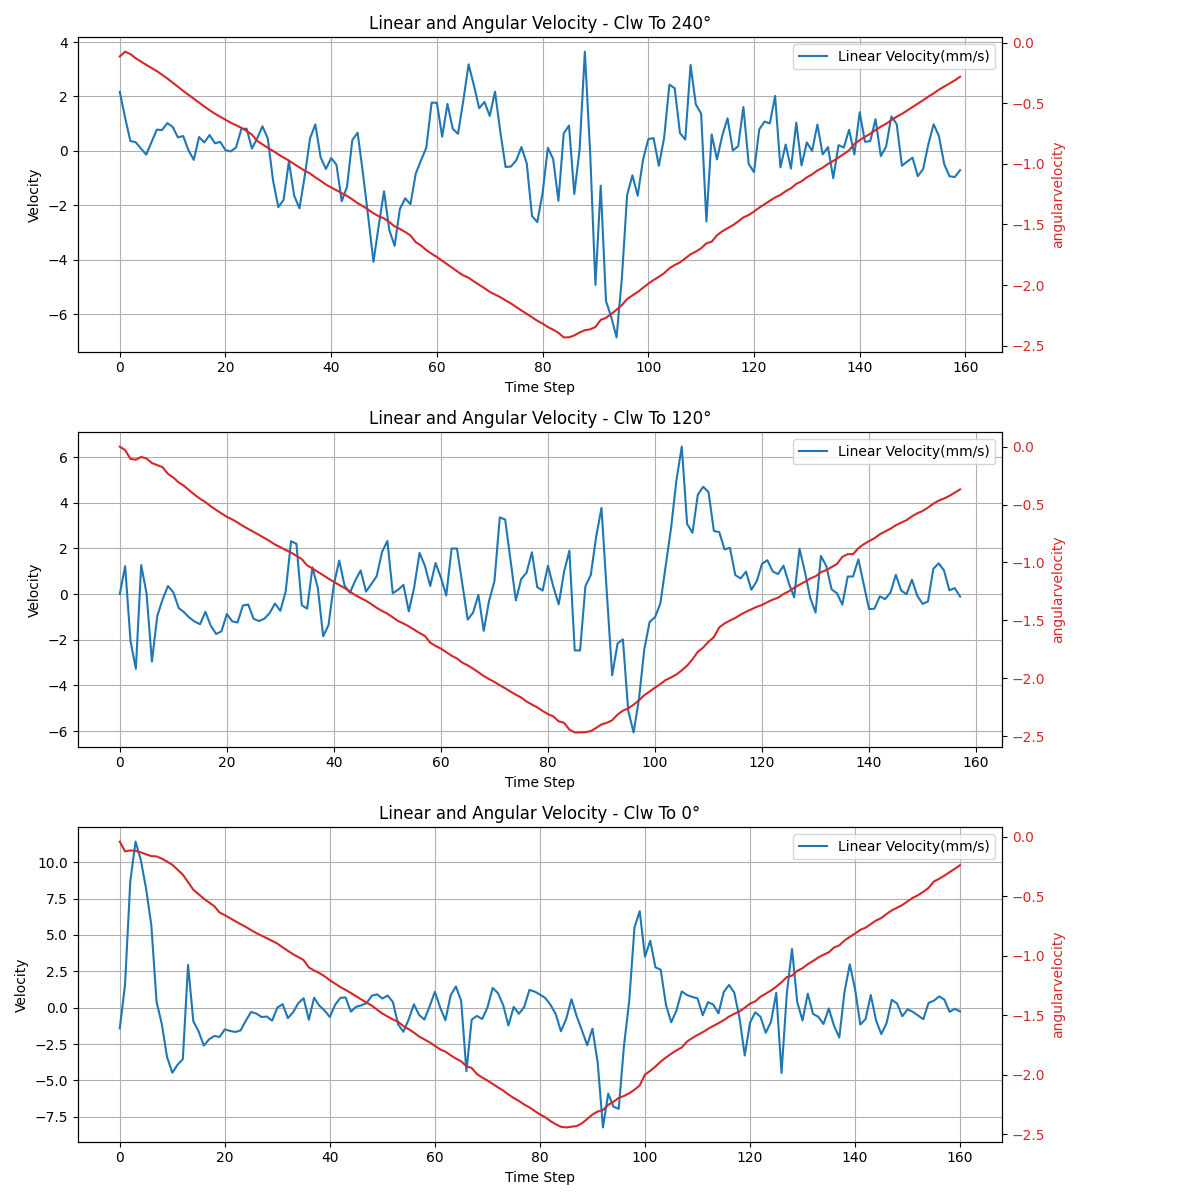 Linear and Angular Velocity - Clw To 240°
Linear Velocity(mm/s)
Velocity
4
2
0
−2
−4
−6
0.0
−0.5
−1.0
−1.5
−2.0
−2.5
angularvelocity
0 20 40 60 80 100 120 140 160
Time Step
Linear and Angular Velocity - Clw To 120°
Linear Velocity(mm/s)
Velocity
6
4
2
0
−2
−4
−6
0.0
−0.5
−1.0
−1.5
−2.0
−2.5
angularvelocity
0 20 40 60 80 100 120 140 160
Time Step
Linear and Angular Velocity - Clw To 0°
Linear Velocity(mm/s)
Velocity
10.0
7.5
5.0
2.5
0.0
−2.5
−5.0
−7.5
0.0
−0.5
−1.0
−1.5
−2.0
−2.5
angularvelocity
0 20 40 60 80 100 120 140 160
Time Step